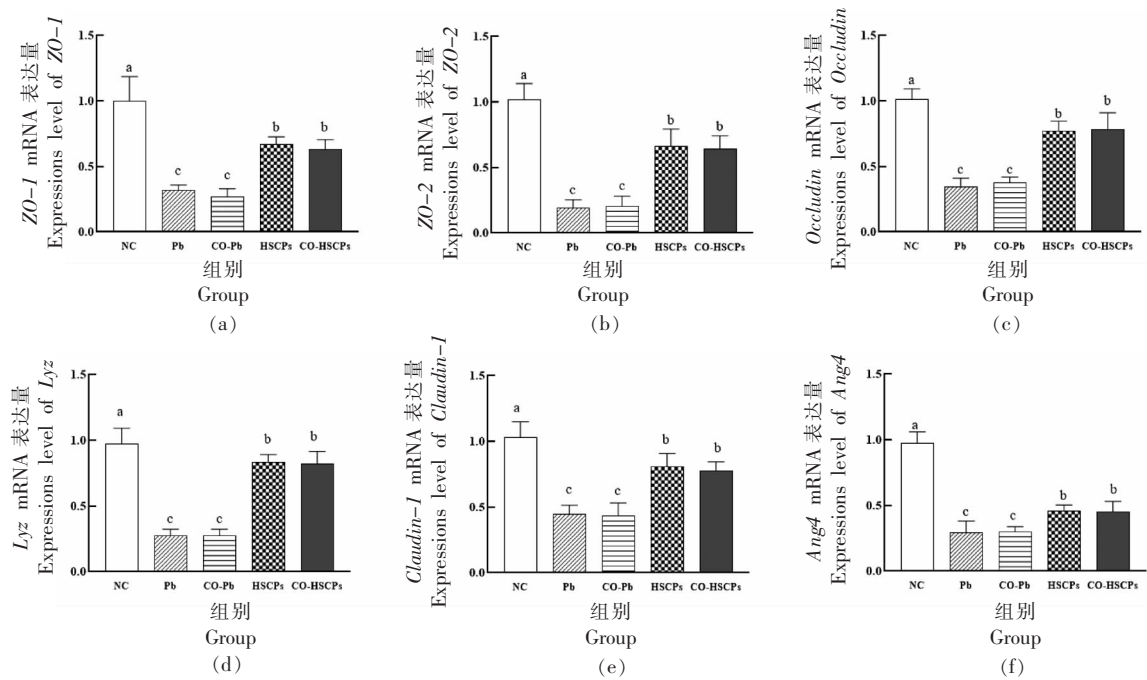 ZO-1 mRNA 表达量
Expressions level of ZO-1
1.5
1.0
0.5
0.0
a
c
c
b
b
NC
Pb
CO-Pb
HSCPs
CO-HSCPs
组别
Group
(a)
ZO-2 mRNA 表达量
Expressions level of ZO-2
1.5
1.0
0.5
0.0
a
c
c
b
b
NC
Pb
CO-Pb
HSCPs
CO-HSCPs
组别
Group
(b)
Occludin mRNA 表达量
Expressions level of Occludin
1.5
1.0
0.5
0.0
a
c
c
b
b
NC
Pb
CO-Pb
HSCPs
CO-HSCPs
组别
Group
(c)
Lyz mRNA 表达量
Expressions level of Lyz
1.5
1.0
0.5
0.0
a
c
c
b
b
NC
Pb
CO-Pb
HSCPs
CO-HSCPs
组别
Group
(d)
Claudin-1 mRNA 表达量
Expressions level of Claudin-1
1.5
1.0
0.5
0.0
a
c
c
b
b
NC
Pb
CO-Pb
HSCPs
CO-HSCPs
组别
Group
(e)
Ang4 mRNA 表达量
Expressions level of Ang4
1.5
1.0
0.5
0.0
a
c
c
b
b
NC
Pb
CO-Pb
HSCPs
CO-HSCPs
组别
Group
(f)